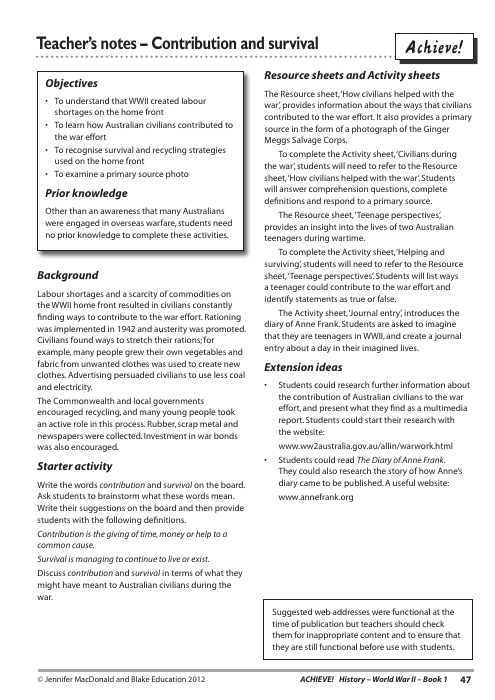 Teacher's notes – Contribution and survival
Achieve!
Objectives
• To understand that WWII created labour
shortages on the home front
• To learn how Australian civilians contributed to
the war effort
• To recognise survival and recycling strategies
used on the home front
• To examine a primary source photo
Prior knowledge
Other than an awareness that many Australians
were engaged in overseas warfare, students need
no prior knowledge to complete these activities.
Background
Labour shortages and a scarcity of commodities on
the WWII home front resulted in civilians constantly
finding ways to contribute to the war effort. Rationing
was implemented in 1942 and austerity was promoted.
Civilians found ways to stretch their rations; for
example, many people grew their own vegetables and
fabric from unwanted clothes was used to create new
clothes. Advertising persuaded civilians to use less coal
and electricity.
The Commonwealth and local governments
encouraged recycling, and many young people took
an active role in this process. Rubber, scrap metal and
newspapers were collected. Investment in war bonds
was also encouraged.
Starter activity
Write the words contribution and survival on the board.
Ask students to brainstorm what these words mean.
Write their suggestions on the board and then provide
students with the following definitions.
Contribution is the giving of time, money or help to a
common cause.
Survival is managing to continue to live or exist.
Discuss contribution and survival in terms of what they
might have meant to Australian civilians during the
war.
Resource sheets and Activity sheets
The Resource sheet, 'How civilians helped with the
war', provides information about the ways that civilians
contributed to the war effort. It also provides a primary
source in the form of a photograph of the Ginger
Meggs Salvage Corps.
To complete the Activity sheet, 'Civilians during
the war', students will need to refer to the Resource
sheet, 'How civilians helped with the war'. Students
will answer comprehension questions, complete
definitions and respond to a primary source.
The Resource sheet, 'Teenage perspectives',
provides an insight into the lives of two Australian
teenagers during wartime.
To complete the Activity sheet, 'Helping and
surviving', students will need to refer to the Resource
sheet, 'Teenage perspectives'. Students will list ways
a teenager could contribute to the war effort and
identify statements as true or false.
The Activity sheet, 'Journal entry', introduces the
diary of Anne Frank. Students are asked to imagine
that they are teenagers in WWII, and create a journal
entry about a day in their imagined lives.
Extension ideas
• Students could research further information about
the contribution of Australian civilians to the war
effort, and present what they find as a multimedia
report. Students could start their research with
the website:
www.ww2australia.gov.au/allin/warwork.html
• Students could read The Diary of Anne Frank.
They could also research the story of how Anne's
diary came to be published. A useful website:
www.annefrank.org
Suggested web addresses were functional at the
time of publication but teachers should check
them for inappropriate content and to ensure that
they are still functional before use with students.
© Jennifer MacDonald and Blake Education 2012
ACHIEVE! History – World War II – Book 1 47